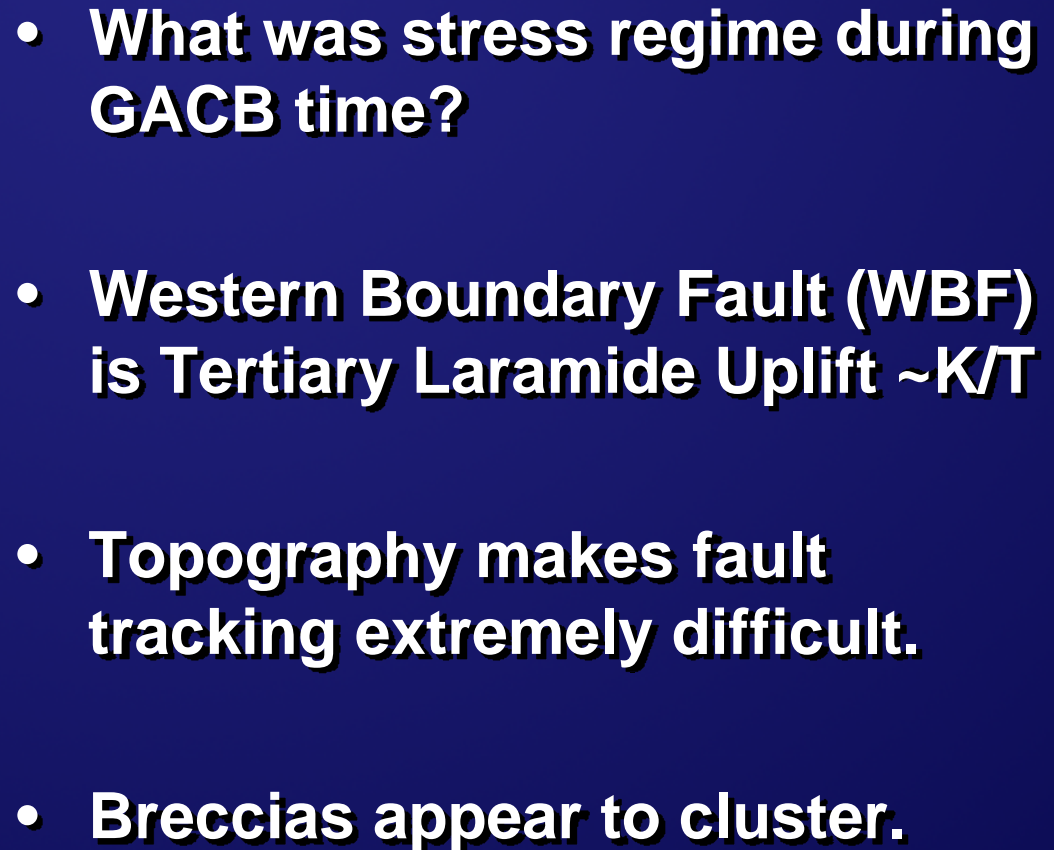 • What was stress regime during
GACB time?
• Western Boundary Fault (WBF)
is Tertiary Laramide Uplift ~K/T
• Topography makes fault
tracking extremely difficult.
• Breccias appear to cluster.